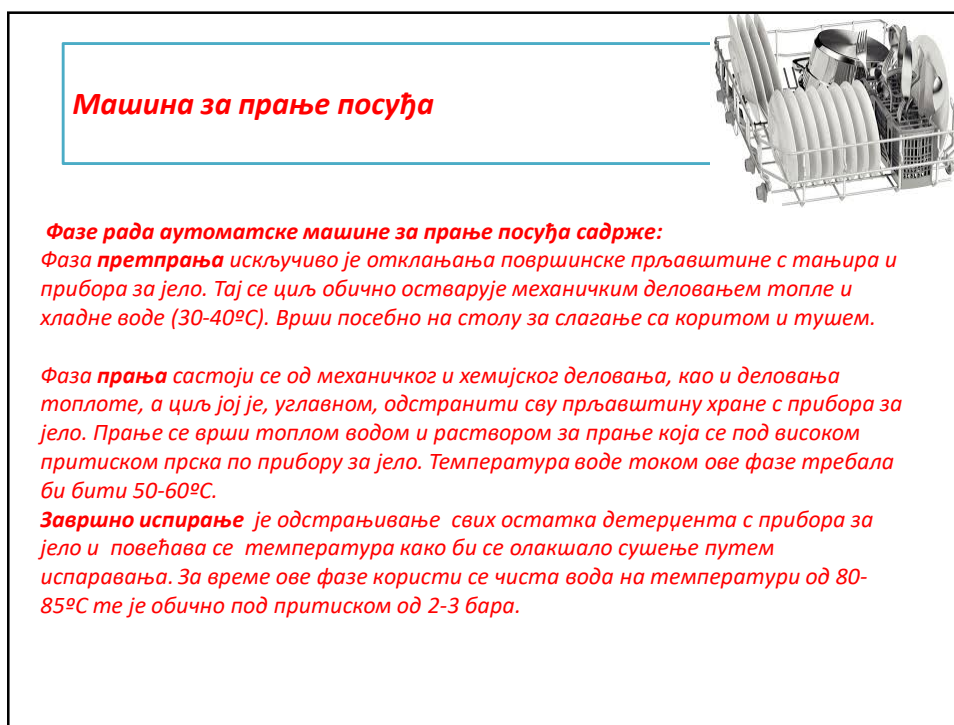 Машина за прање посуђа
Фазе рада аутоматске машине за прање посуђа садрже:
Фаза претпрања искључиво је отклањања површинске прљавштине с тањира и
прибора за јело. Тај се циљ обично остварује механичким деловањем топле и
хладне воде (30-40ºС). Врши посебно на столу за слагање са коритом и тушем.
Фаза прања састоји се од механичког и хемијског деловања, као и деловања
топлоте, а циљ јој је, углавном, одстранити сву прљавштину хране с прибора за
јело. Прање се врши топлом водом и раствором за прање која се под високом
притиском прска по прибору за јело. Температура воде током ове фазе требала
би бити 50-60ºС.
Завршно испирање је одстрањивање свих остатка детерџента с прибора за
јело и повећава се температура како би се олакшало сушење путем
испаравања. За време ове фазе користи се чиста вода на температури од 80-
85ºС те је обично под притиском од 2-3 бара.